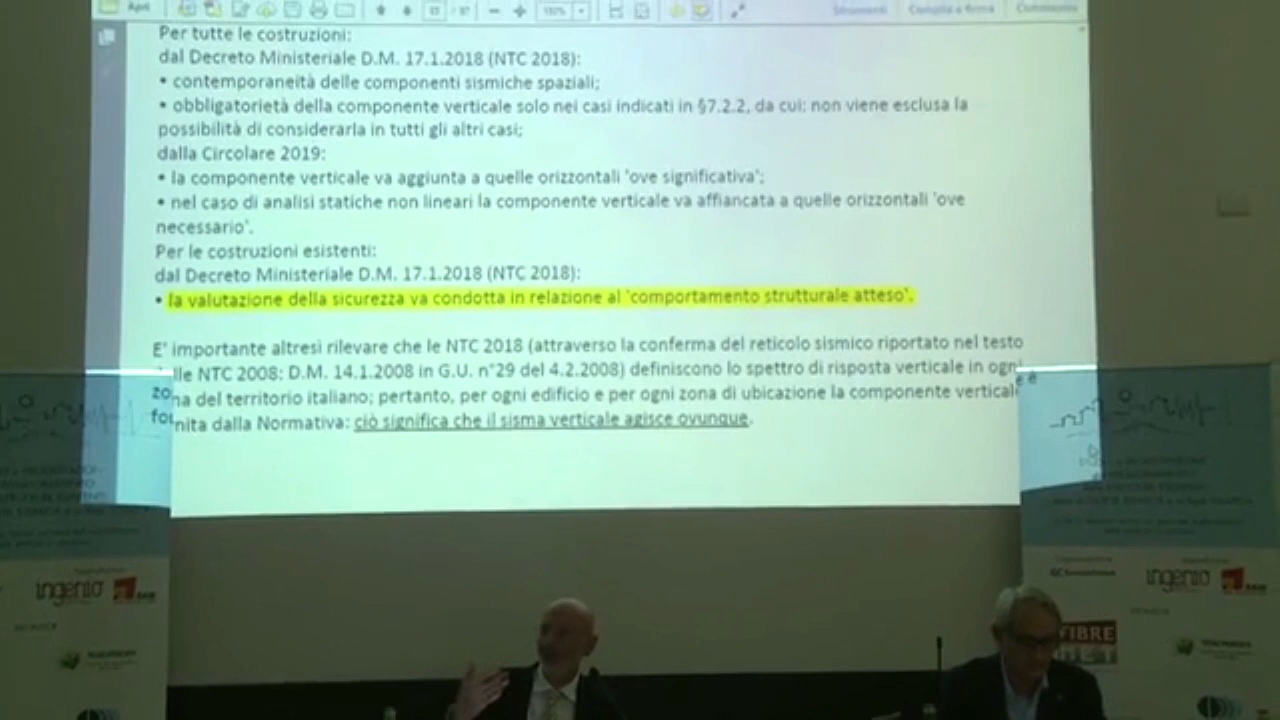 Per tutte le costruzioni:
dal Decreto Ministeriale D.M. 17.1.2018 (NTC 2018):
• contemporaneità delle componenti sismiche spaziali;
• obbligatorietà della componente verticale solo nei casi indicati in §7.2.2, da cui: non viene esclusa la
possibilità di considerarla in tutti gli altri casi;
dalla Circolare 2019:
• la componente verticale va aggiunta a quelle orizzontali 'ove significativa';
• nel caso di analisi statiche non lineari la componente verticale va affiancata a quelle orizzontali 'ove
necessario'.
Per le costruzioni esistenti:
dal Decreto Ministeriale D.M. 17.1.2018 (NTC 2018):
• la valutazione della sicurezza va condotta in relazione al 'comportamento strutturale atteso'.
E' importante altresì rilevare che le NTC 2018 (attraverso la conferma del reticolo sismico riportato nel testo
lle NTC 2008: D.M. 14.1.2008 in G.U. n°29 del 4.2.2008) definiscono lo spettro di risposta verticale in ogni
zona del territorio italiano; pertanto, per ogni edificio e per ogni zona di ubicazione la componente verticale è
fornita dalla Normativa: ciò significa che il sisma verticale agisce ovunque.
ingenio
ingenio
FIBRE